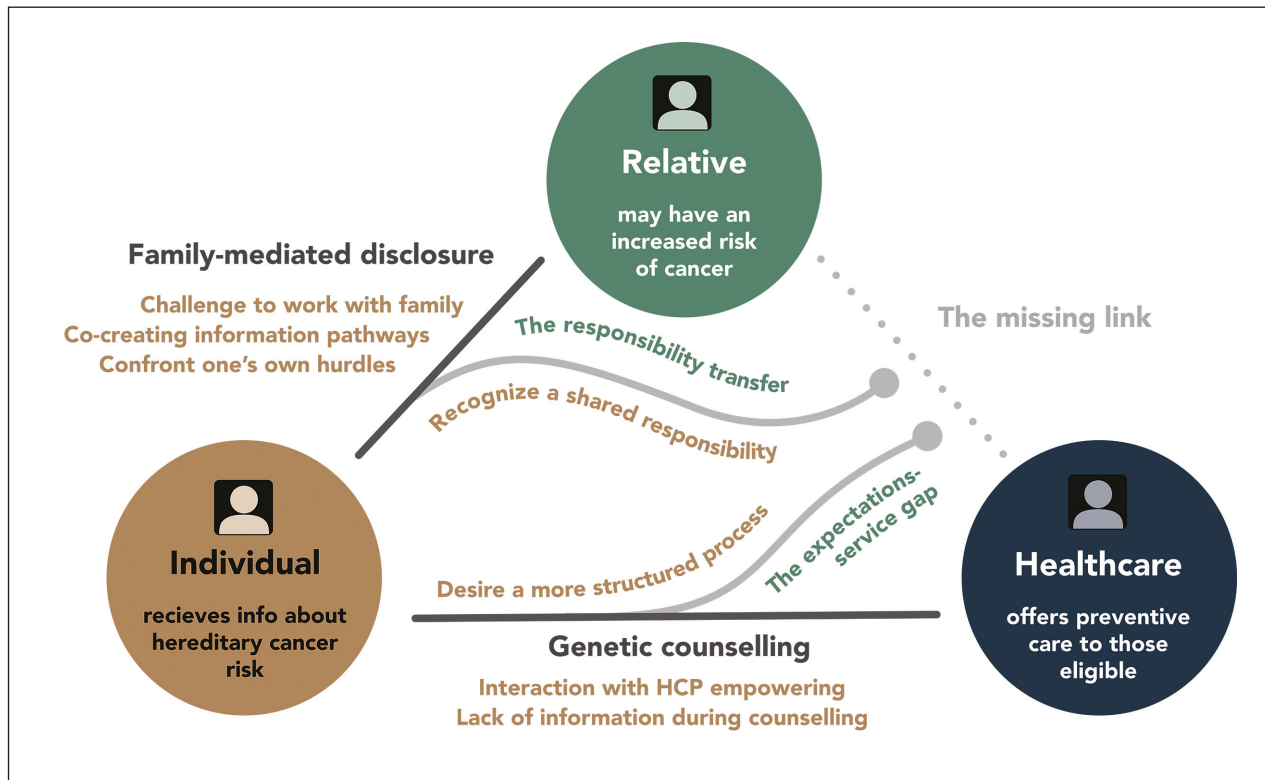 Relative
may have an
increased risk
of cancer
Family-mediated disclosure
Challenge to work with family
Co-creating information pathways
Confront one's own hurdles
The responsibility transfer
Recognize a shared responsibility
The missing link
Individual
recieves info about
hereditary cancer
risk
Desire a more structured process
The expectations-
service gap
Genetic counselling
Interaction with HCP empowering
Lack of information during counselling
Healthcare
offers preventive
care to those
eligible